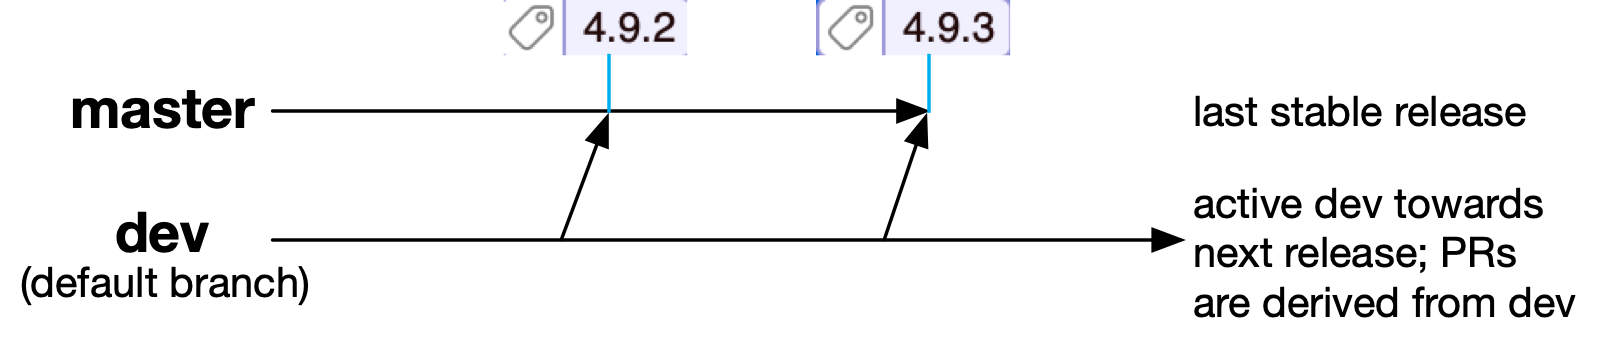 4.9.2
4.9.3
master
last stable release
dev
(default branch)
active dev towards
next release; PRs
are derived from dev